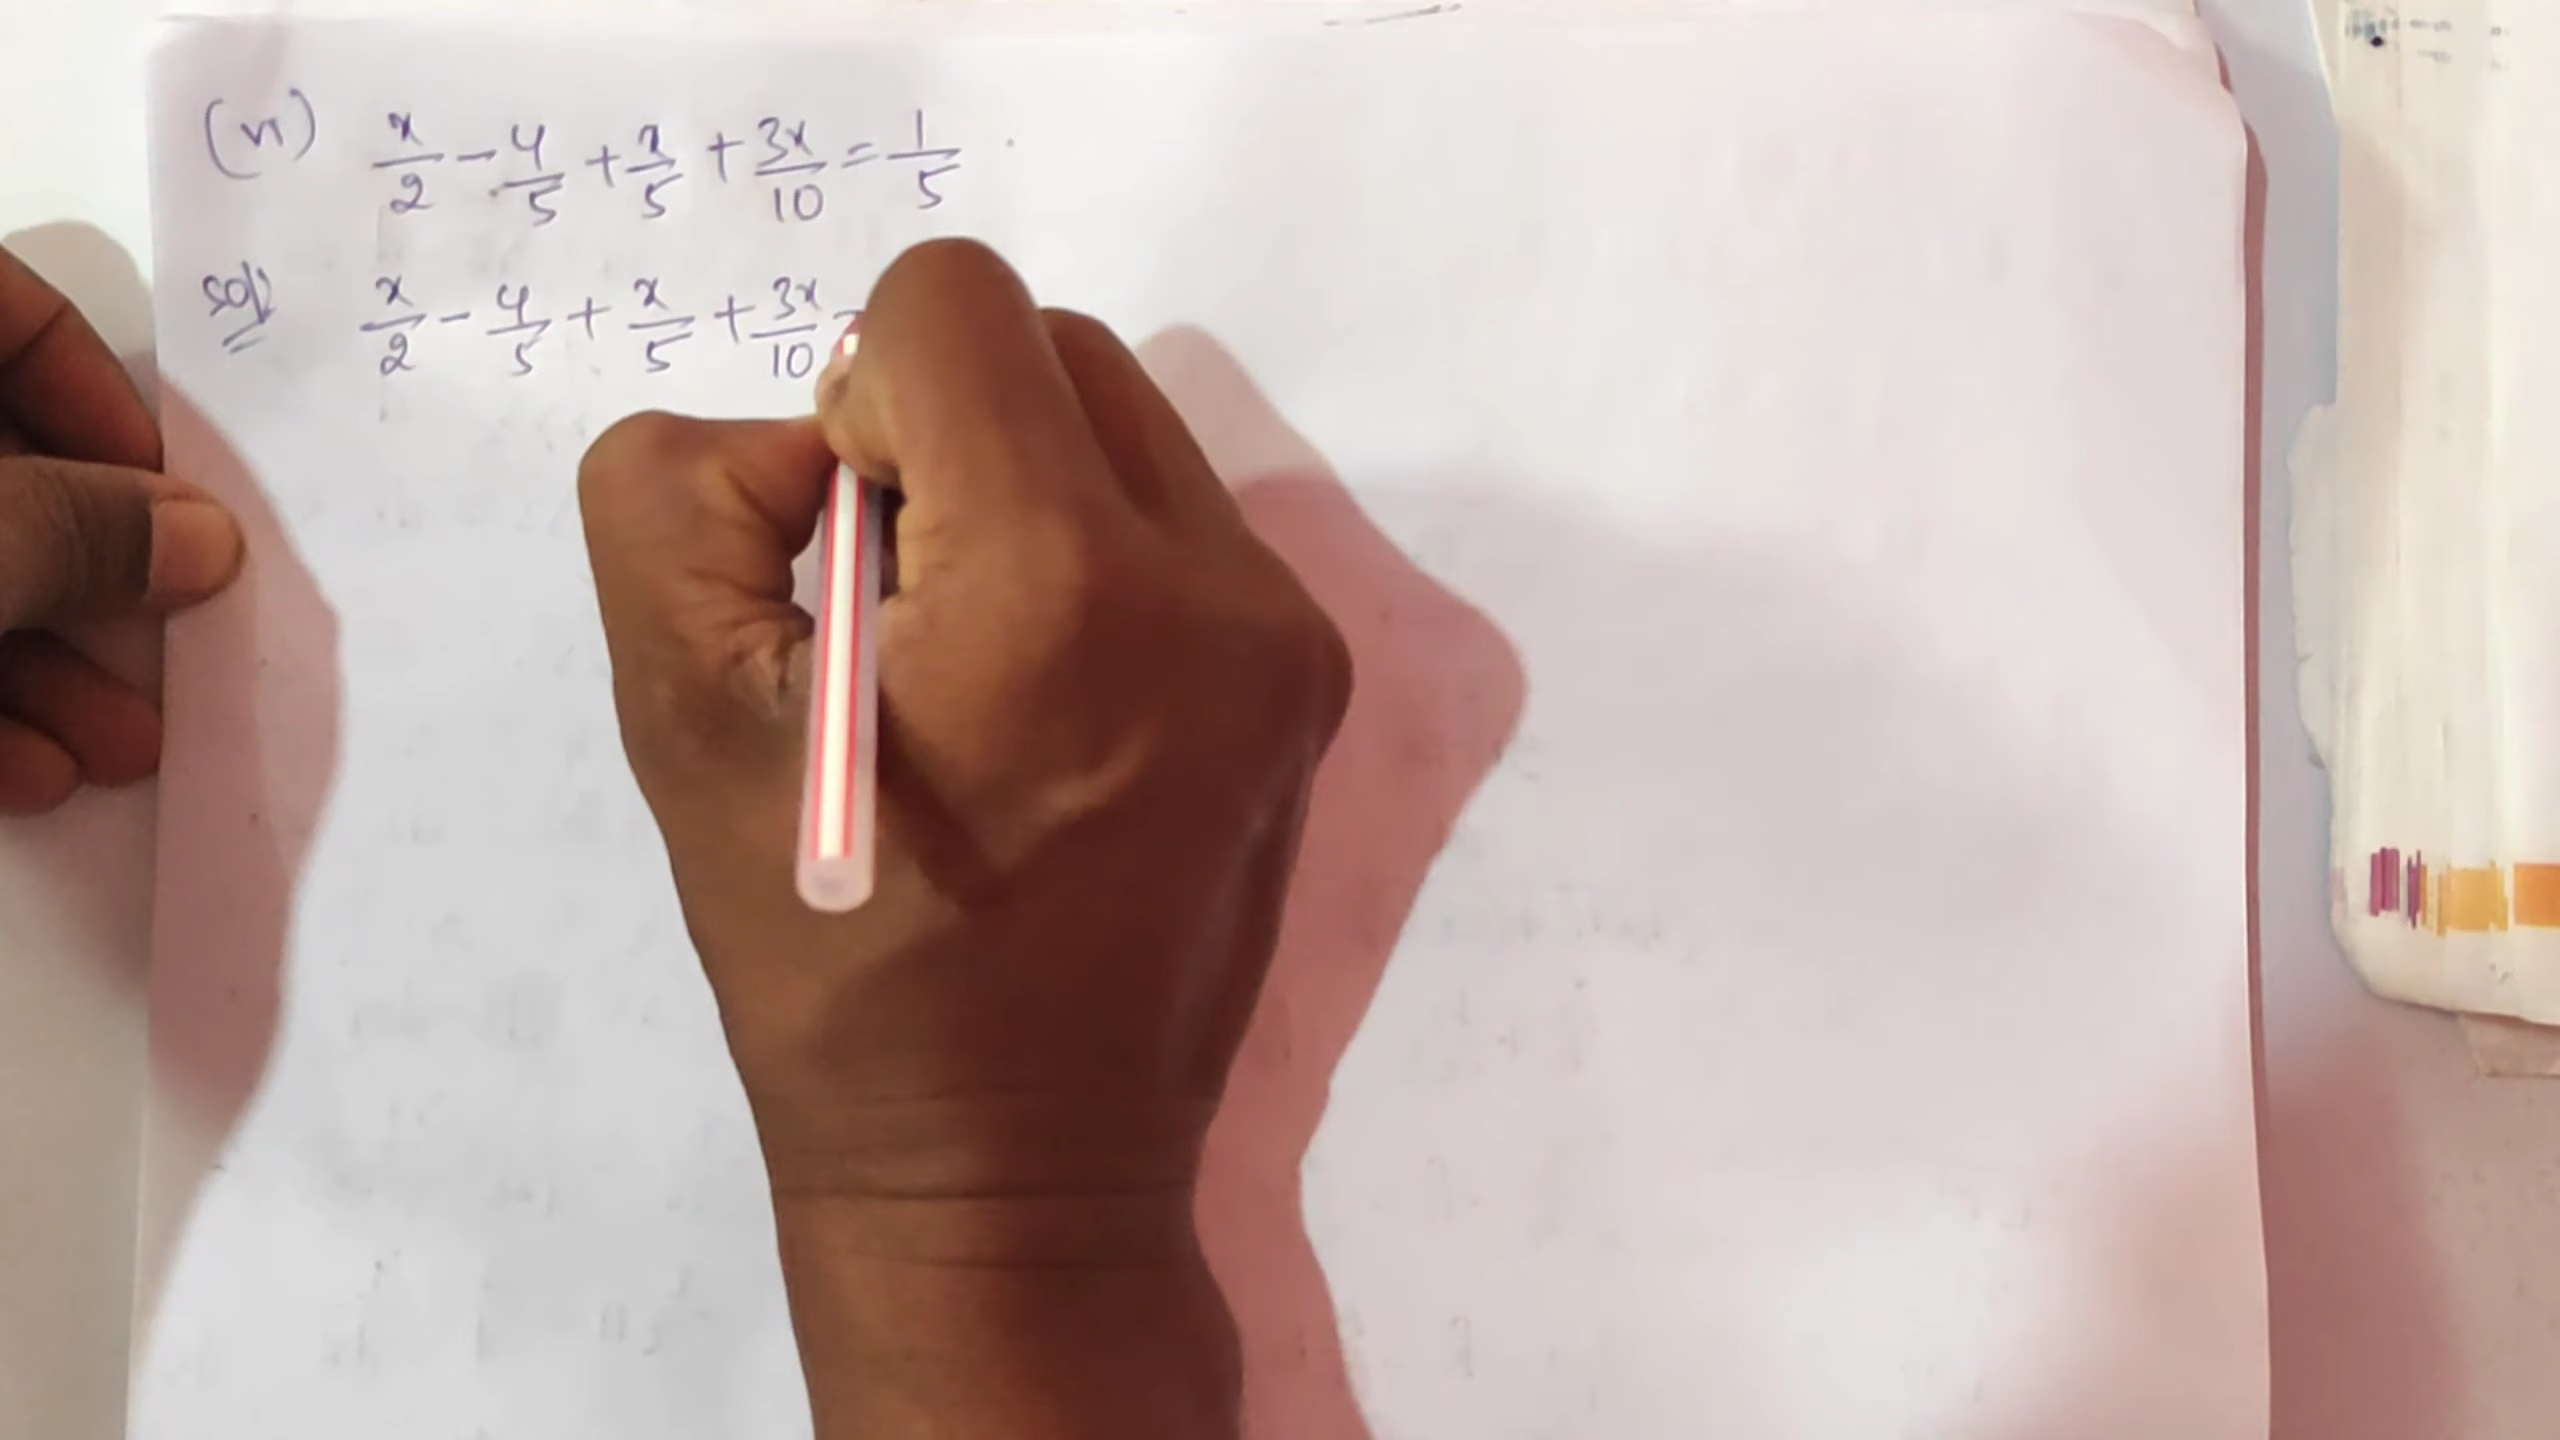 (vi) x/2 - 4/5 + x/5 + 3x/10 = 1/5
Sol: x/2 - 4/5 + x/5 + 3x/10 =